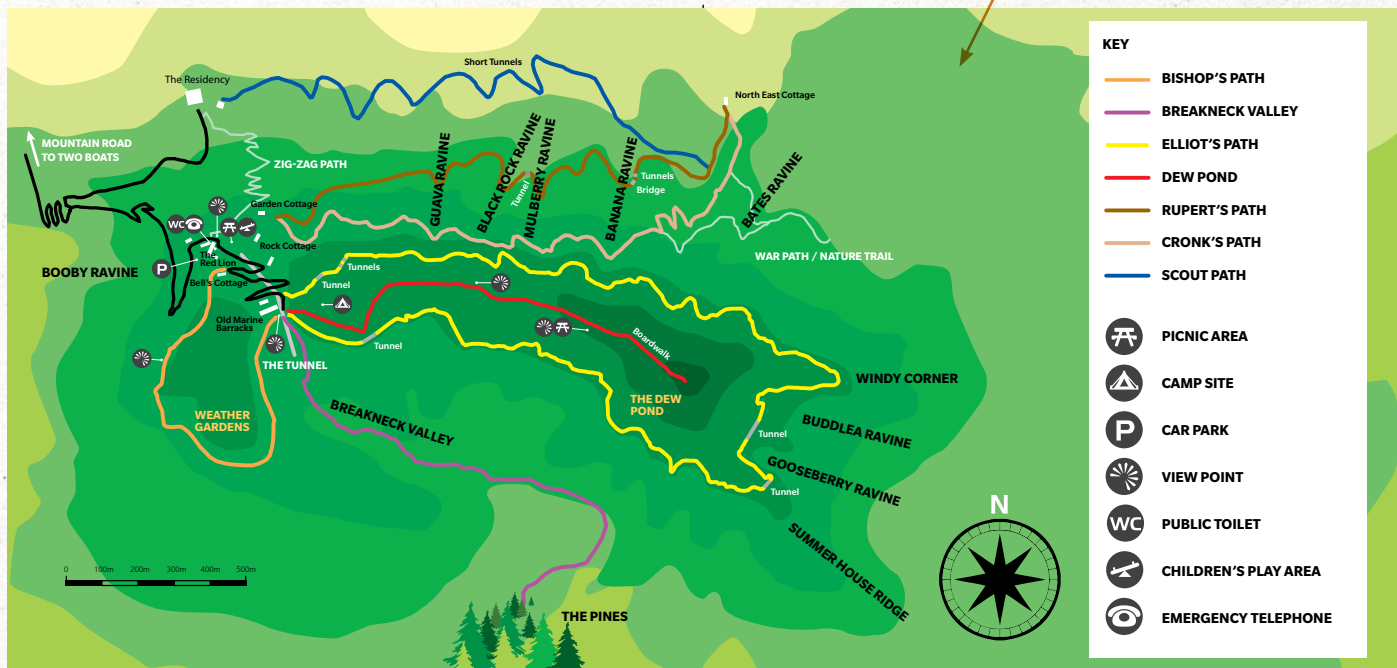 Short Tunnels
The Residency
North East Cottage
MOUNTAIN ROAD
TO TWO BOATS
ZIG-ZAG PATH
GUAVA RAVINE
BLACK ROCK RAVINE
Tunnel
MULBERRY RAVINE
BANANA RAVINE
Tunnels
Bridge
BATES RAVINE
Garden Cottage
WC
Rock Cottage
WAR PATH / NATURE TRAIL
The
Red Lion
P
BOOBY RAVINE
Bell's Cottage
Tunnels
Tunnel
Old Marine
Barracks
Tunnel
THE TUNNEL
Boardwalk
WINDY CORNER
THE DEW
POND
WEATHER
GARDENS
BREAKNECK VALLEY
BUDDLEA RAVINE
Tunnel
GOOSEBERRY RAVINE
Tunnel
SUMMER HOUSE RIDGE
N
0 100m 200m 300m 400m 500m
THE PINES
KEY
BISHOP'S PATH
BREAKNECK VALLEY
ELLIOT'S PATH
DEW POND
RUPERT'S PATH
CRONK'S PATH
SCOUT PATH
PICNIC AREA
CAMP SITE
P CAR PARK
VIEW POINT
WC PUBLIC TOILET
CHILDREN'S PLAY AREA
EMERGENCY TELEPHONE